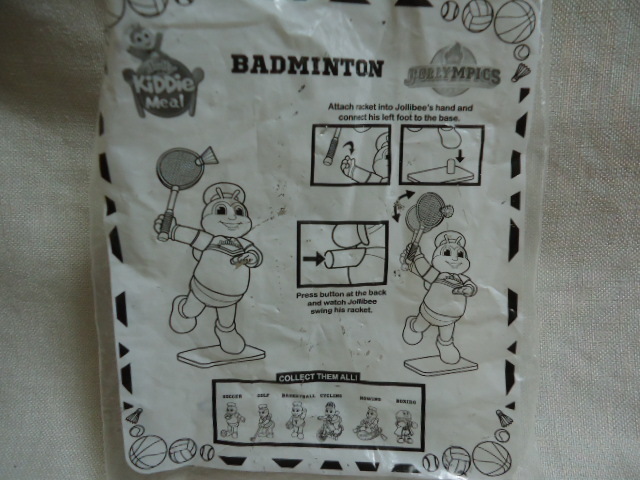 Kiddie
Meal
BADMINTON
JOLLYMPICS
Attach racket into Jollibee's hand and
connect his left foot to the base.
Press button at the back
and watch Jollibee
swing his racket.
COLLECT THEM ALL!
SOCCER GOLF BASKETBALL CYCLING ROWING BOXING